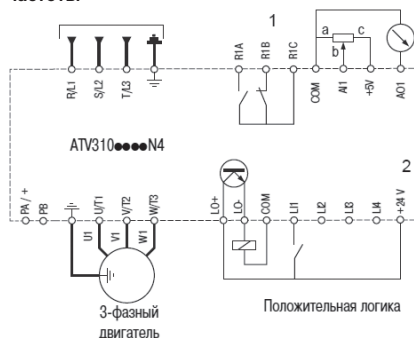 1
R/L1 S/L2 T/L3 R1A R1B R1C COM AI1 +5V AO1
a b c
ATV310●●●●N4
2
PA / + PB U/T1 V/T2 W/T3 LO+ LO- COM LI1 LI2 LI3 LI4 +24 V
U1 V1 W1
3-фазный
двигатель
Положительная логика